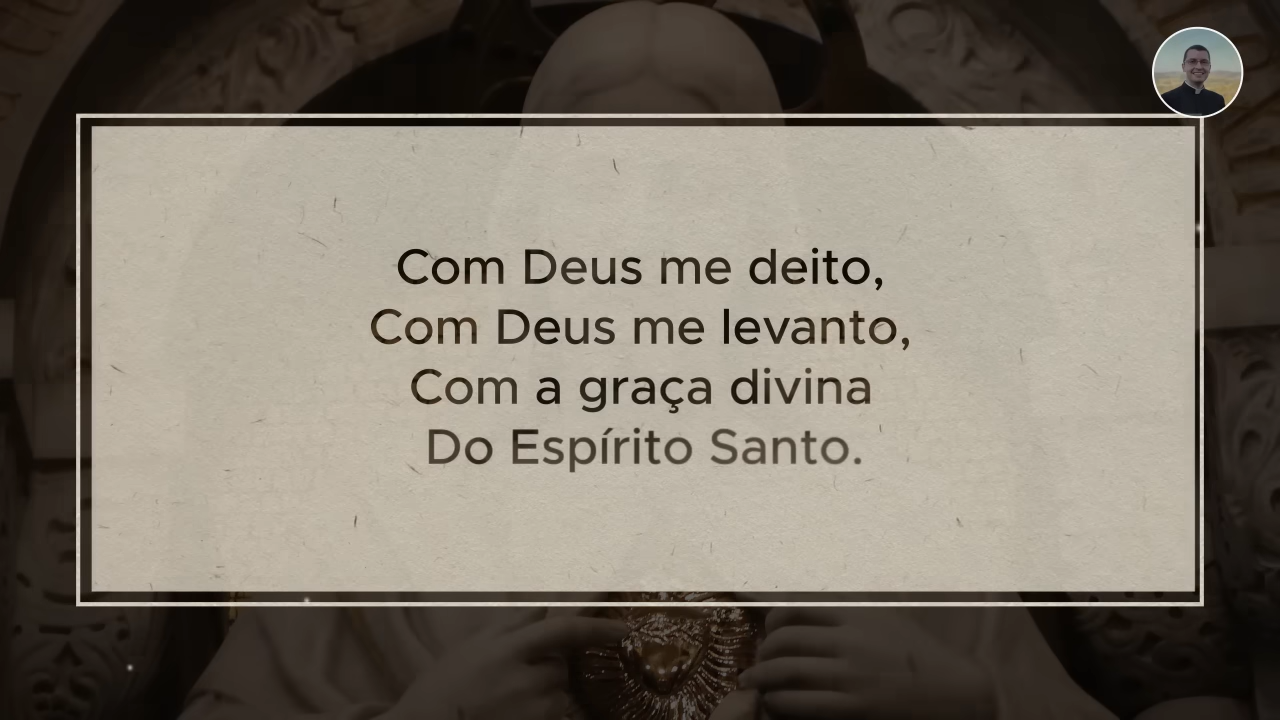 Com Deus me deito,
Com Deus me levanto,
Com a graça divina
Do Espírito Santo.